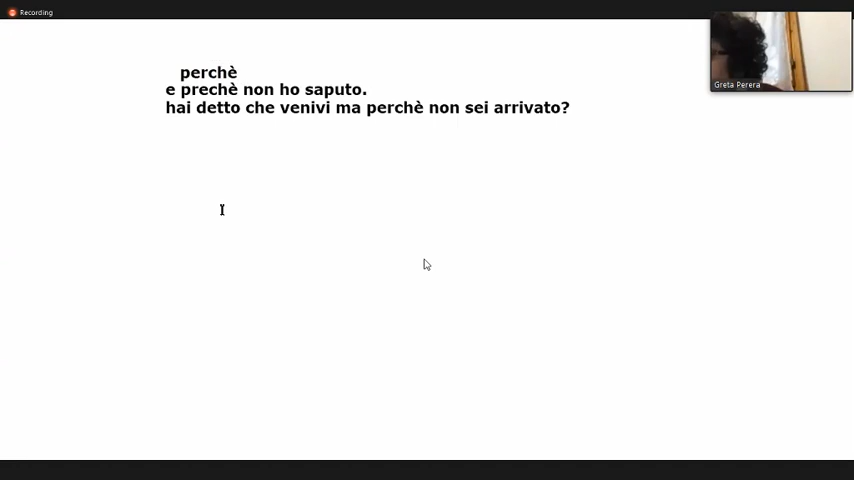 Recording
perchè
e prechè non ho saputo.
hai detto che venivi ma perchè non sei arrivato?
Greta Perera